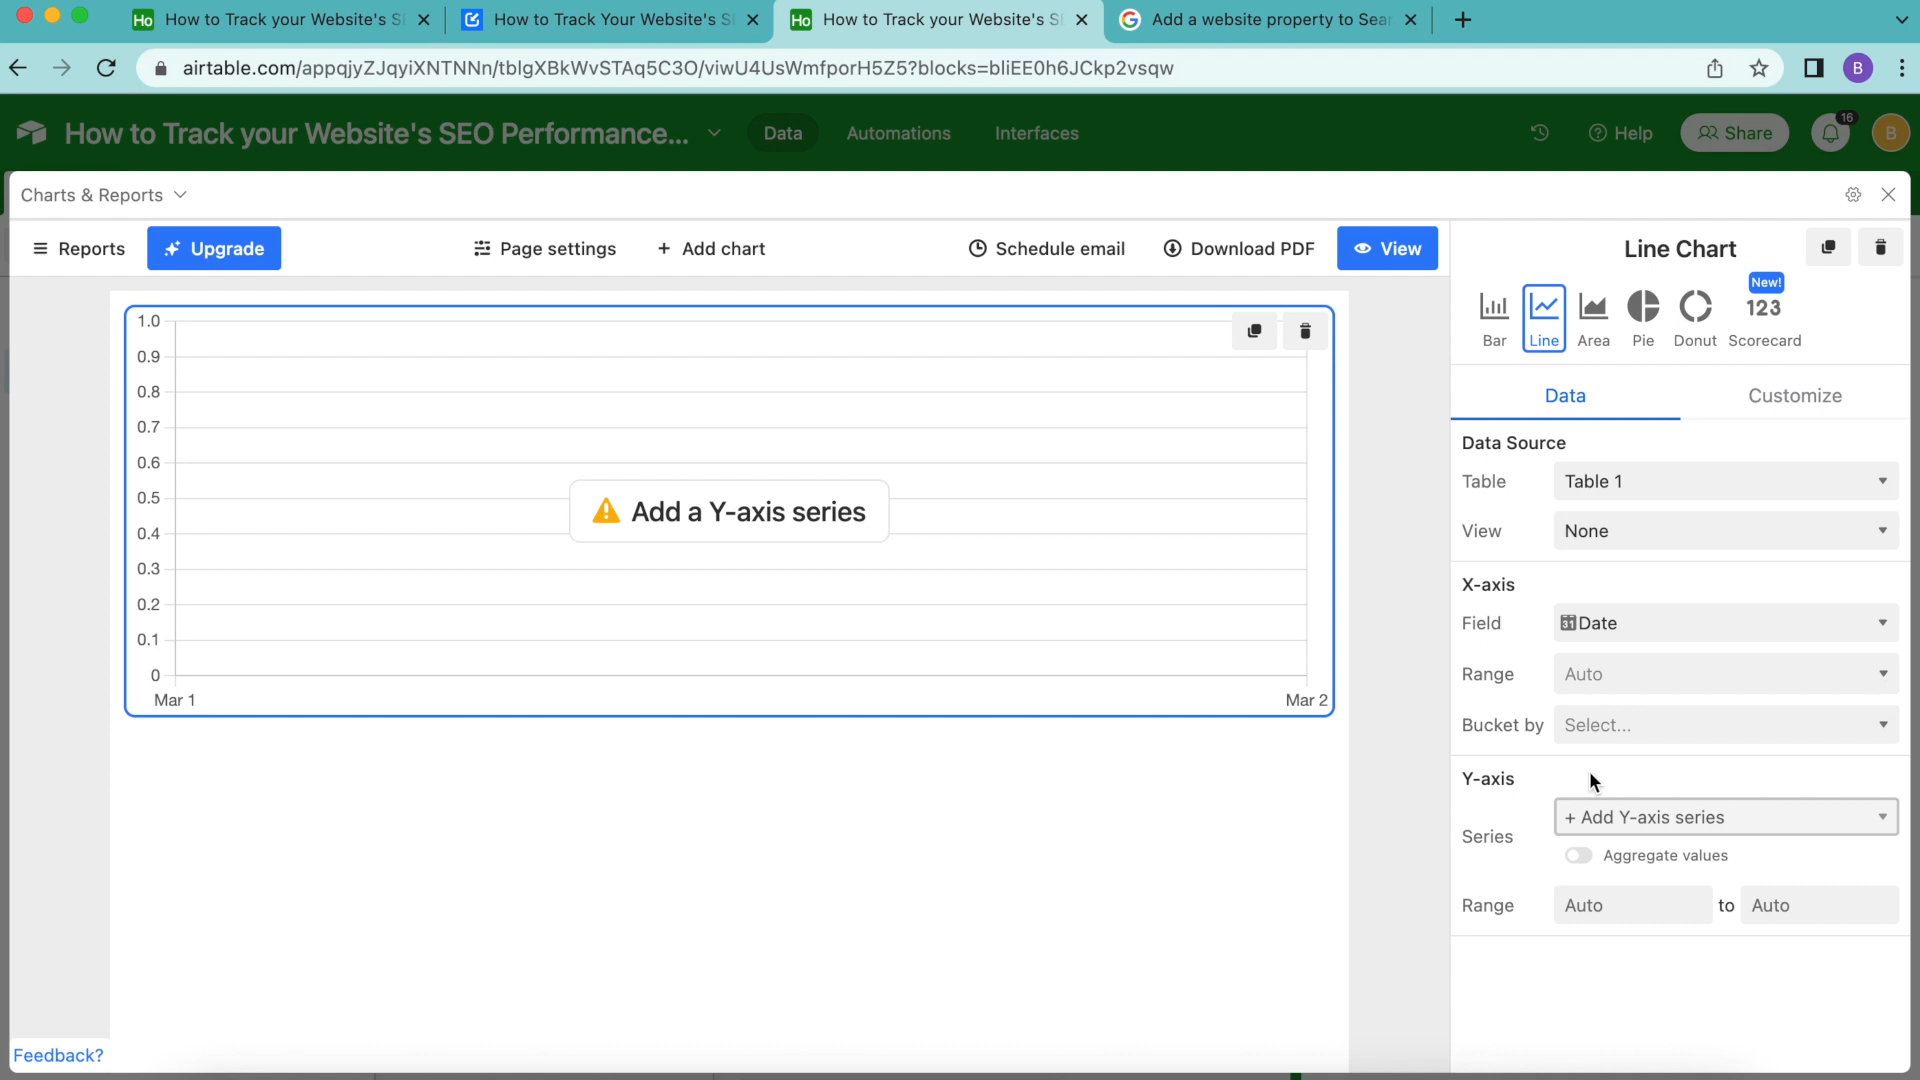 How to Track your Website's S
How to Track Your Website's S
How to Track your Website's S
Add a website property to Sear
airtable.com/appqjyZJqyiXNTNNn/tblgXBkWvSTAq5C3O/viwU4UsWmfporH5Z5?blocks=bliEE0h6JCkp2vsqw
B
How to Track your Website's SEO Performance...
Data
Automations
Interfaces
Help
Share
16
B
Charts & Reports
Reports
Upgrade
Page settings
+ Add chart
Schedule email
Download PDF
View
Line Chart
New!
123
Bar
Line
Area
Pie
Donut
Scorecard
Data
Customize
Data Source
Table
Table 1
View
None
X-axis
Field
31 Date
Range
Auto
Bucket by
Select...
Y-axis
Series
+ Add Y-axis series
Aggregate values
Range
Auto
to
Auto
1.0
0.9
0.8
0.7
0.6
0.5
0.4
0.3
0.2
0.1
0
Add a Y-axis series
Mar 1
Mar 2
Feedback?